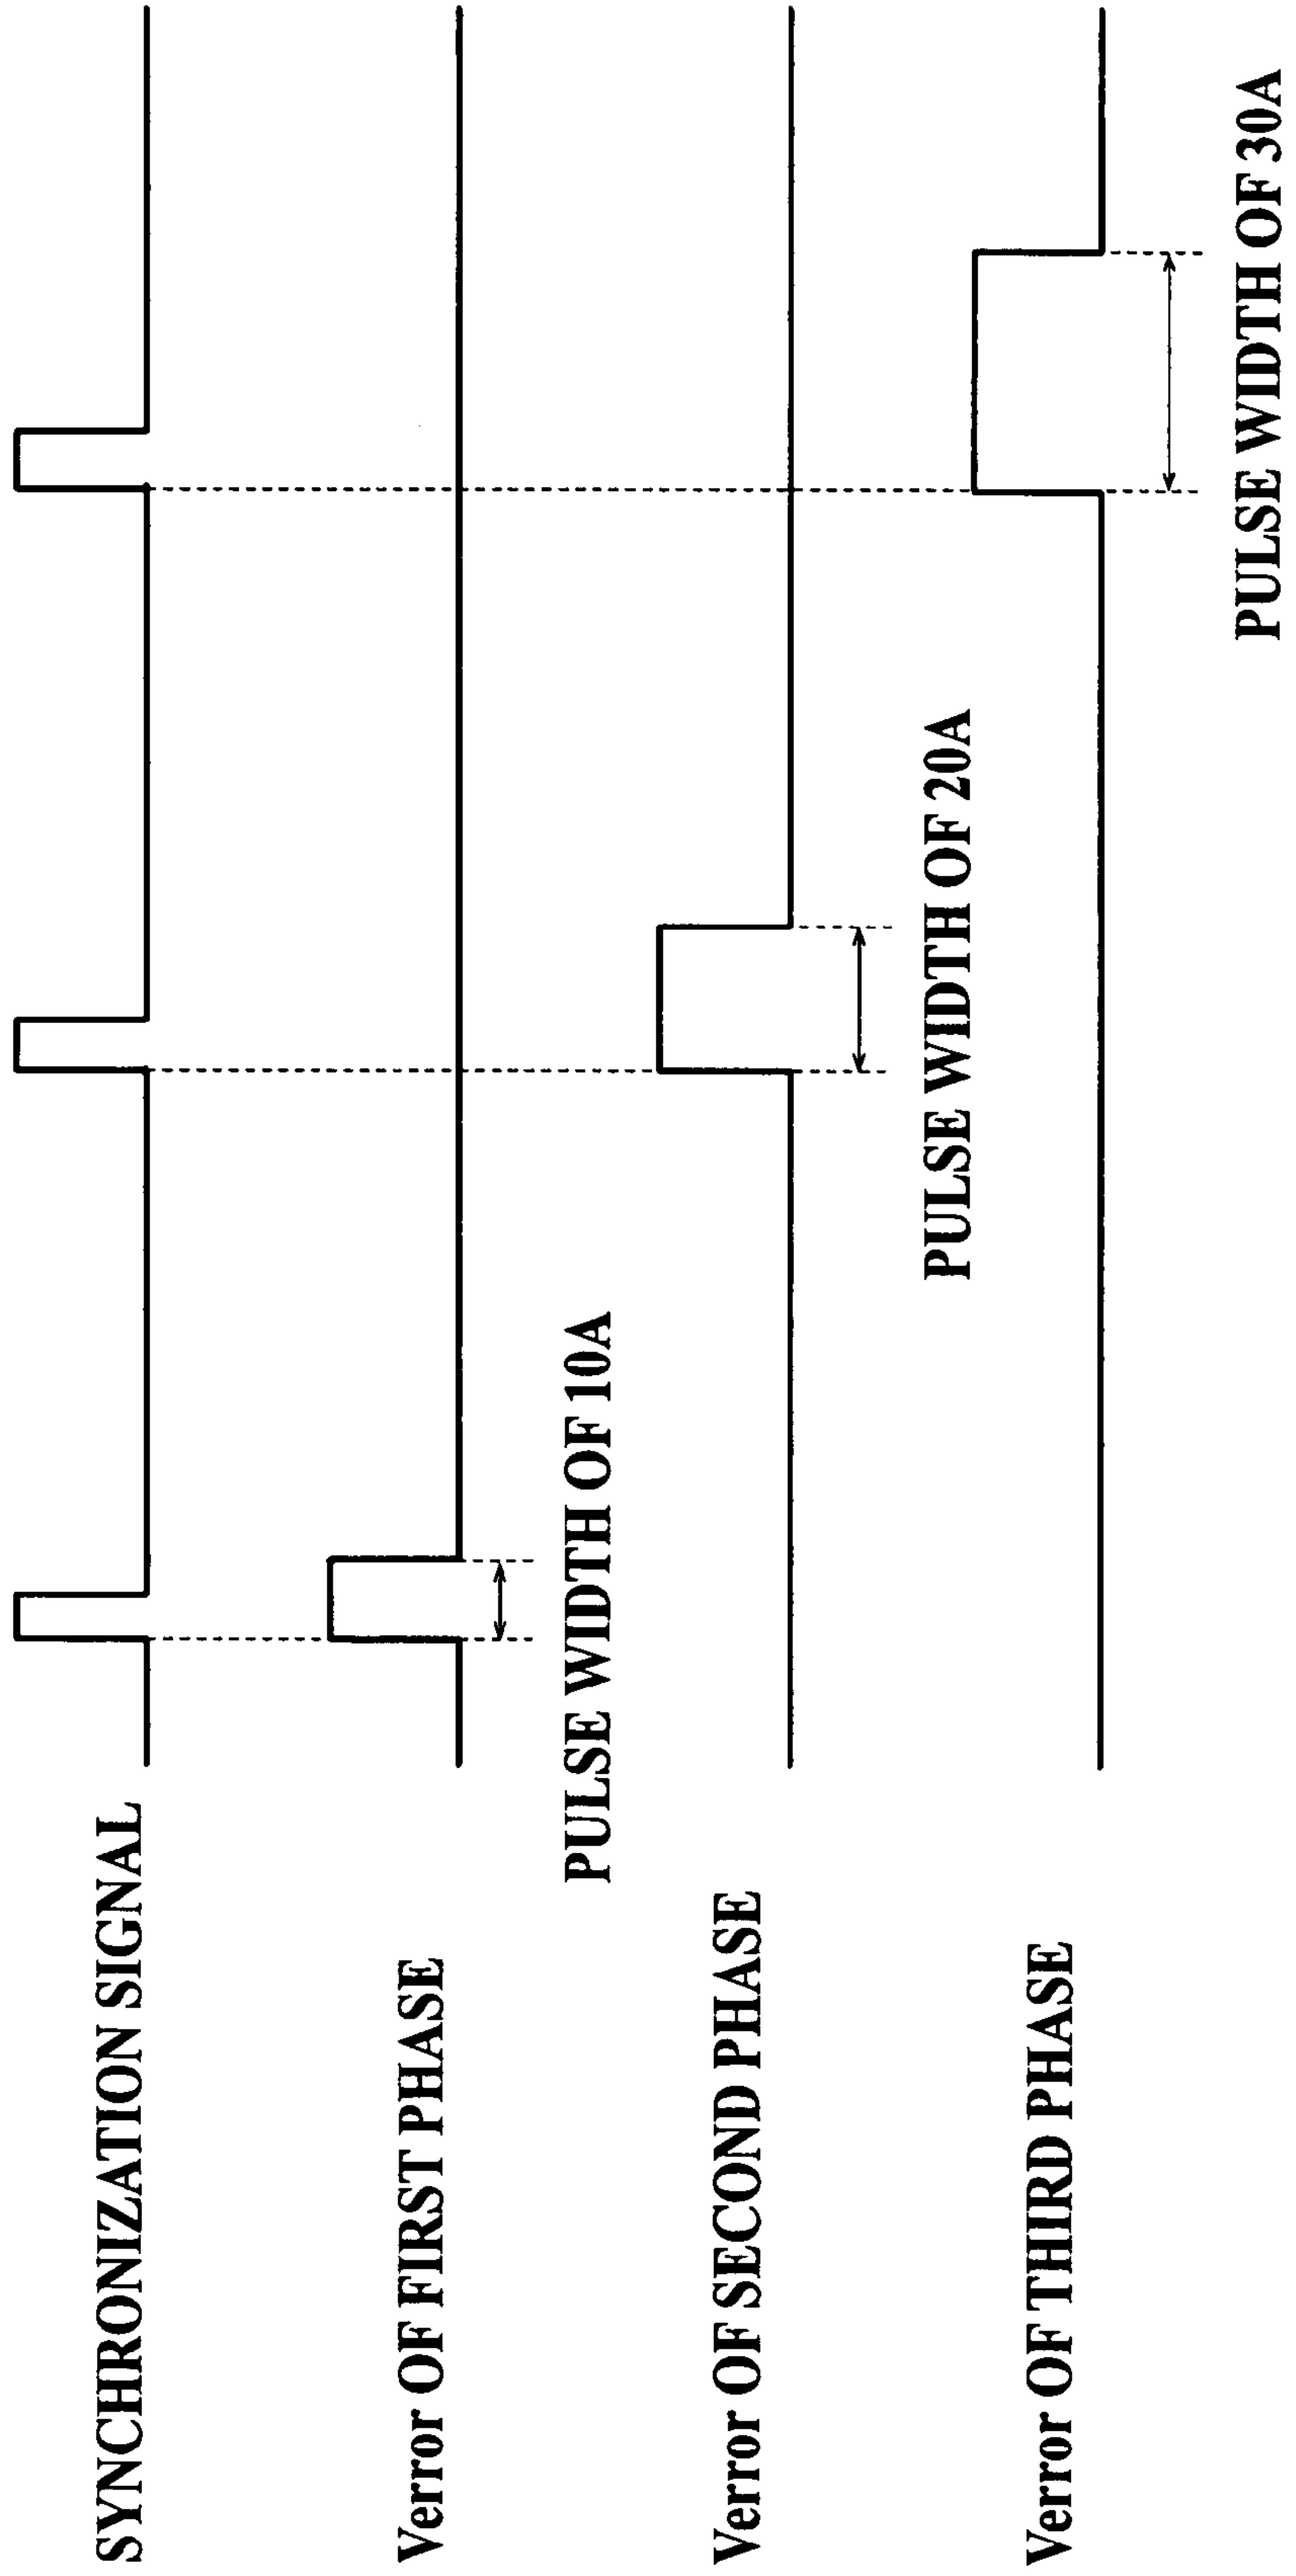 SYNCHRONIZATION SIGNAL
Verror OF FIRST PHASE
PULSE WIDTH OF 10A
Verror OF SECOND PHASE
PULSE WIDTH OF 20A
Verror OF THIRD PHASE
PULSE WIDTH OF 30A